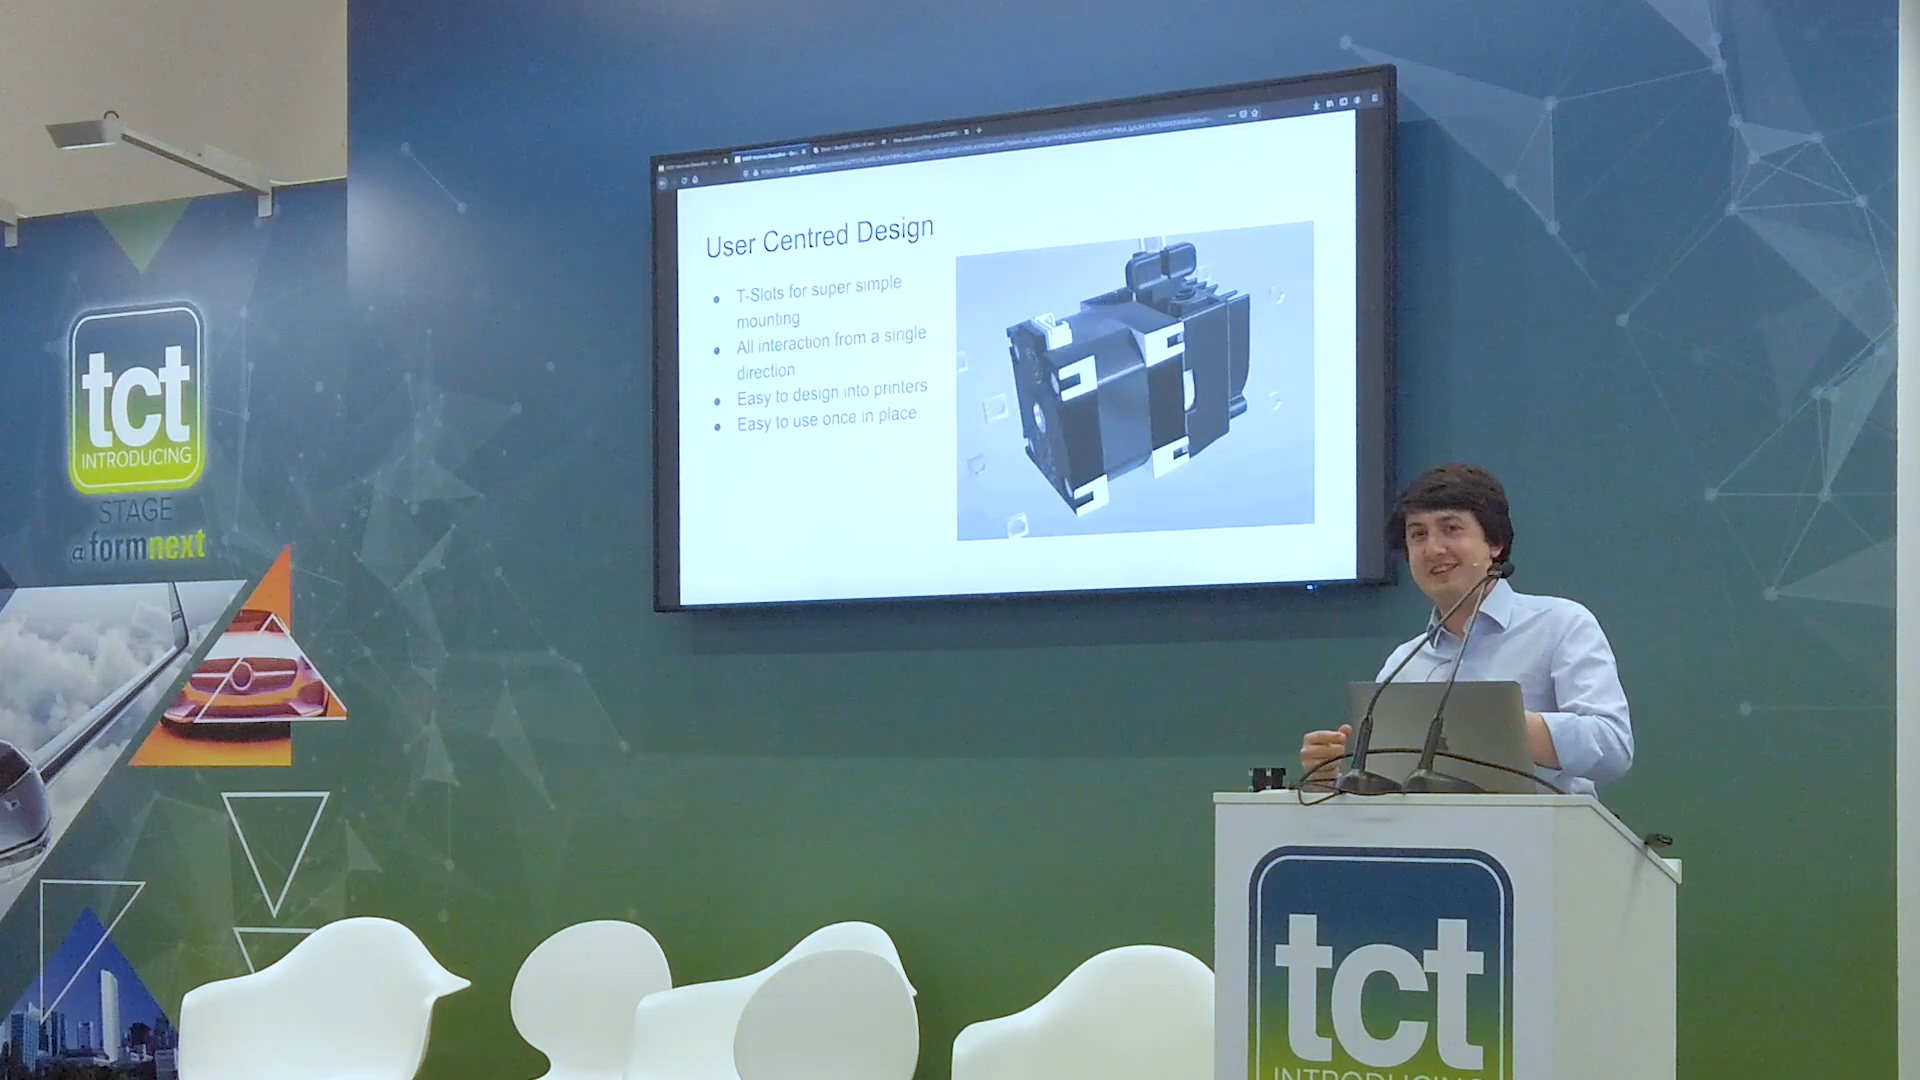 User Centred Design
• T-Slots for super simple
mounting
• All interaction from a single
direction
• Easy to design into printers
• Easy to use once in place.
tct
INTRODUCING
STAGE
@formnext
tct
INTRODUCING